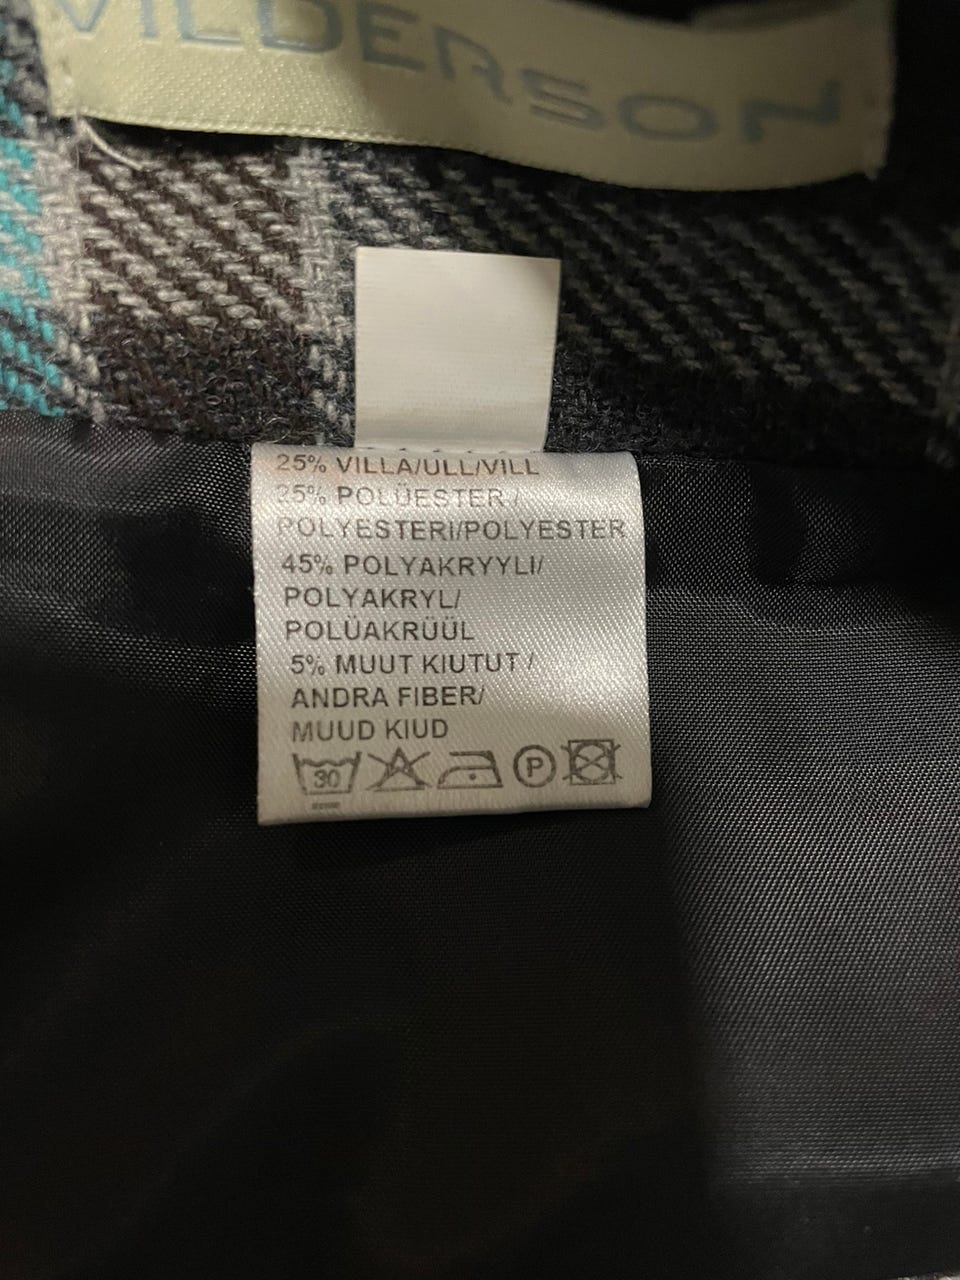 VILDERSON
25% VILLA/ULL/VILL
25% POLÜESTER /
POLYESTERI/POLYESTER
45% POLYAKRYYLI/
POLYAKRYL/
POLÜAKRÜÜL
5% MUUT KIUTUT /
ANDRA FIBER/
MUUD KIUD
30 A P